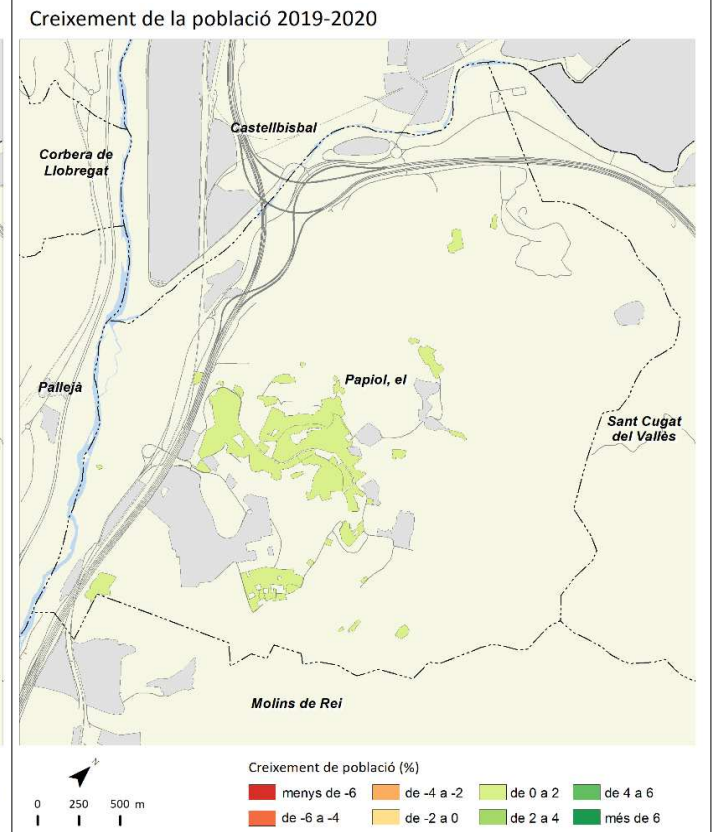 Creixement de la població 2019-2020
Castellbisbal
Corbera de
Llobregat
Papiol, el
Pallejà
Sant Cugat
del Vallès
Molins de Rei
N
0 250 500 m
Creixement de població (%)
menys de -6
de -4 a -2
de 0 a 2
de 4 a 6
de -6 a -4
de -2 a 0
de 2 a 4
més de 6